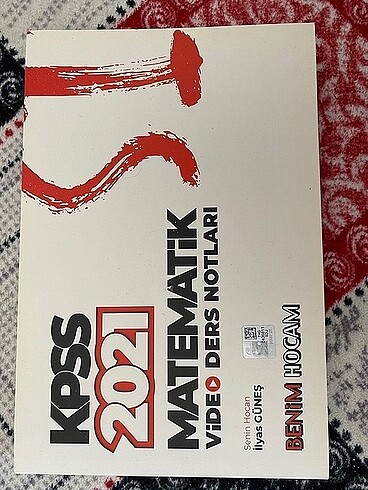 KPSS
2021
MATEMATİK
VİDEO DERS NOTLARI
Senin Hocan
İlyas GÜNEŞ
BENİM HOCAM